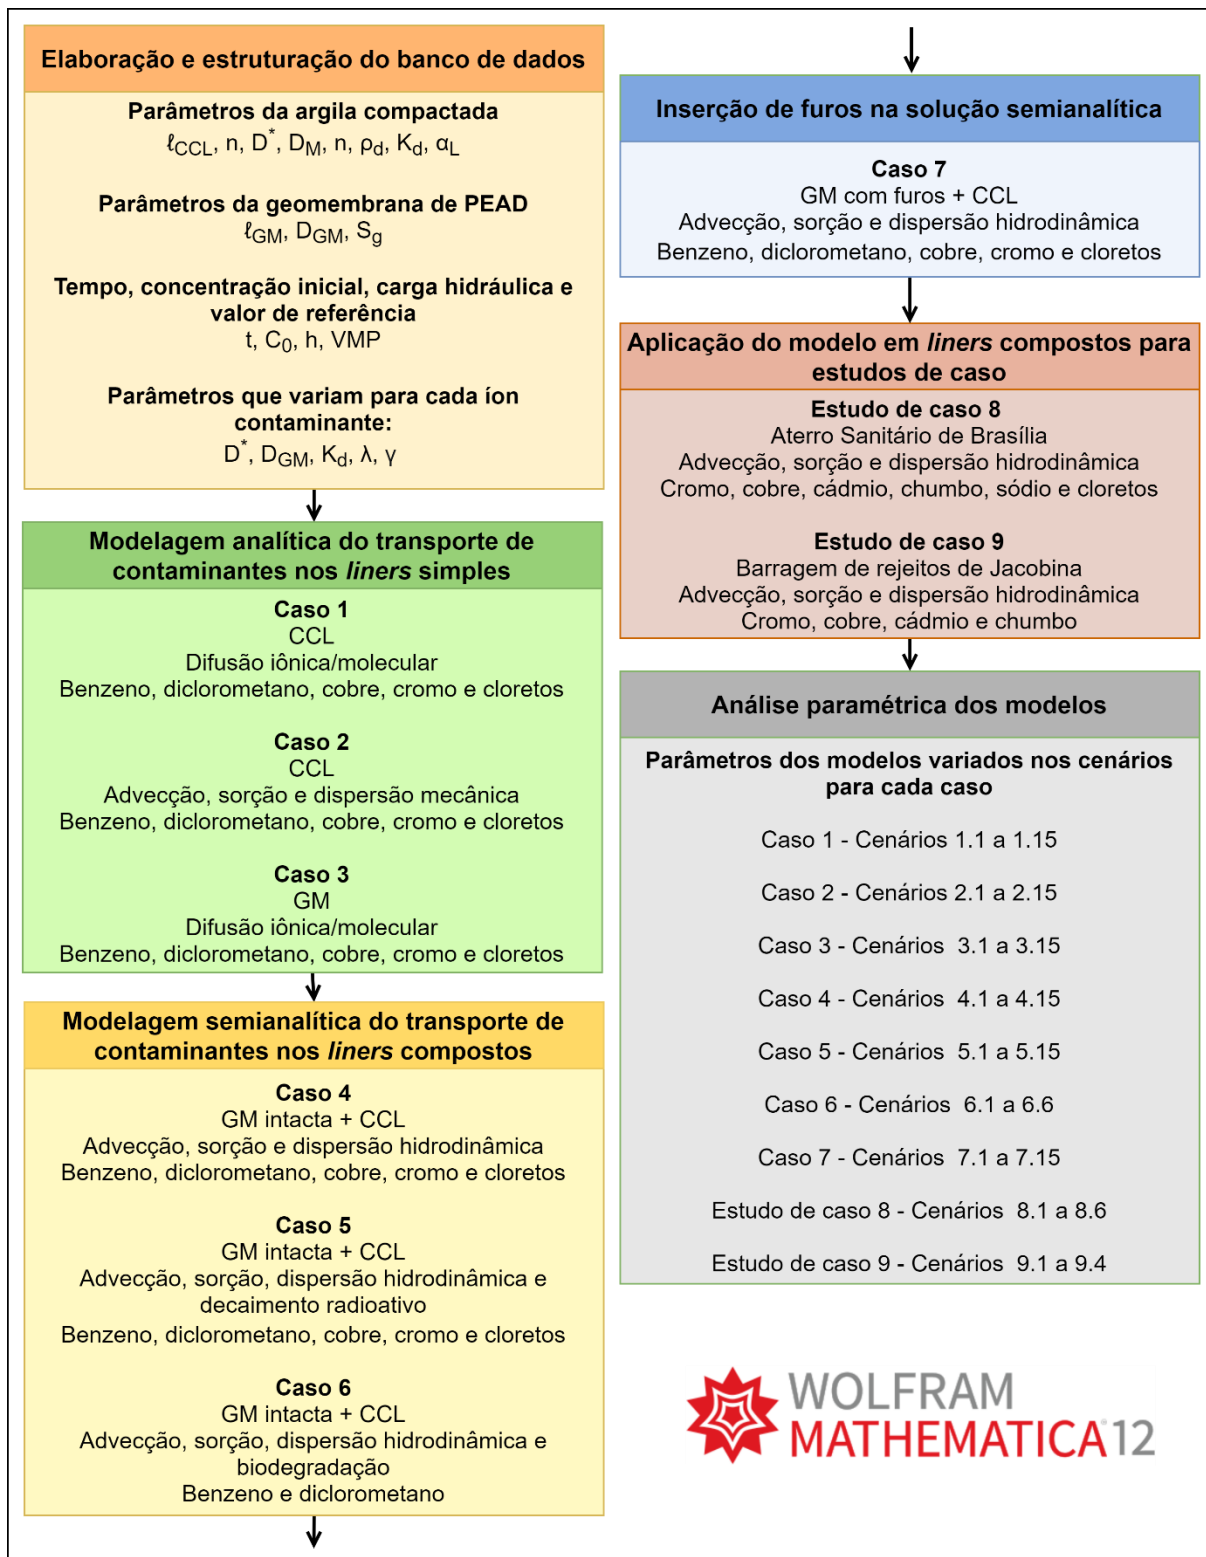 Elaboração e estruturação do banco de dados
Parâmetros da argila compactada
ℓCCL, n, D*, DM, n, ρd, Kd, αL
Parâmetros da geomembrana de PEAD
ℓGM, DGM, Sg
Tempo, concentração inicial, carga hidráulica e
valor de referência
t, C0, h, VMP
Parâmetros que variam para cada íon
contaminante:
D*, DGM, Kd, λ, γ
Modelagem analítica do transporte de
contaminantes nos liners simples
Caso 1
CCL
Difusão iônica/molecular
Benzeno, diclorometano, cobre, cromo e cloretos
Caso 2
CCL
Advecção, sorção e dispersão mecânica
Benzeno, diclorometano, cobre, cromo e cloretos
Caso 3
GM
Difusão iônica/molecular
Benzeno, diclorometano, cobre, cromo e cloretos
Modelagem semianalítica do transporte de
contaminantes nos liners compostos
Caso 4
GM intacta + CCL
Advecção, sorção e dispersão hidrodinâmica
Benzeno, diclorometano, cobre, cromo e cloretos
Caso 5
GM intacta + CCL
Advecção, sorção, dispersão hidrodinâmica e
decaimento radioativo
Benzeno, diclorometano, cobre, cromo e cloretos
Caso 6
GM intacta + CCL
Advecção, sorção, dispersão hidrodinâmica e
biodegradação
Benzeno e diclorometano
Inserção de furos na solução semianalítica
Caso 7
GM com furos + CCL
Advecção, sorção e dispersão hidrodinâmica
Benzeno, diclorometano, cobre, cromo e cloretos
Aplicação do modelo em liners compostos para
estudos de caso
Estudo de caso 8
Aterro Sanitário de Brasília
Advecção, sorção e dispersão hidrodinâmica
Cromo, cobre, cádmio, chumbo, sódio e cloretos
Estudo de caso 9
Barragem de rejeitos de Jacobina
Advecção, sorção e dispersão hidrodinâmica
Cromo, cobre, cádmio e chumbo
Análise paramétrica dos modelos
Parâmetros dos modelos variados nos cenários
para cada caso
Caso 1 - Cenários 1.1 a 1.15
Caso 2 - Cenários 2.1 a 2.15
Caso 3 - Cenários 3.1 a 3.15
Caso 4 - Cenários 4.1 a 4.15
Caso 5 - Cenários 5.1 a 5.15
Caso 6 - Cenários 6.1 a 6.6
Caso 7 - Cenários 7.1 a 7.15
Estudo de caso 8 - Cenários 8.1 a 8.6
Estudo de caso 9 - Cenários 9.1 a 9.4
WOLFRAM
MATHEMATICA® 12